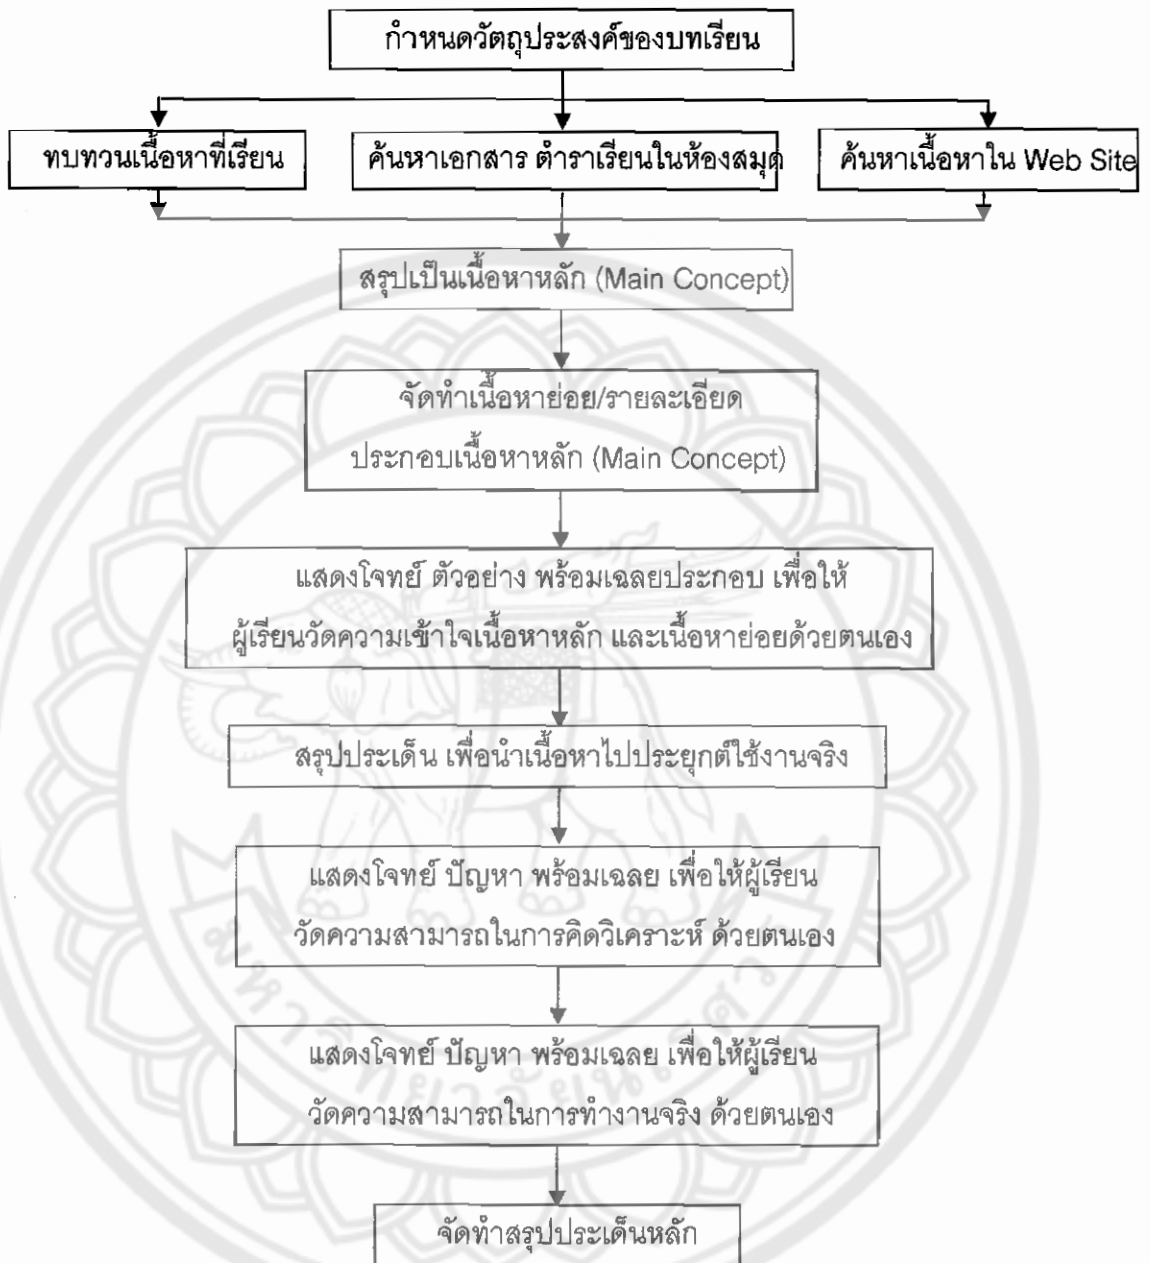 กำหนดวัตถุประสงค์ของบทเรียน
ทบทวนเนื้อหาที่เรียน
ค้นหาเอกสาร ตำราเรียนในห้องสมุด
ค้นหาเนื้อหาใน Web Site
สรุปเป็นเนื้อหาหลัก (Main Concept)
จัดทำเนื้อหาย่อย/รายละเอียด
ประกอบเนื้อหาหลัก (Main Concept)
แสดงโจทย์ ตัวอย่าง พร้อมเฉลยประกอบ เพื่อให้
ผู้เรียนวัดความเข้าใจเนื้อหาหลัก และเนื้อหาย่อยด้วยตนเอง
สรุปประเด็น เพื่อนำเนื้อหาไปประยุกต์ใช้งานจริง
แสดงโจทย์ ปัญหา พร้อมเฉลย เพื่อให้ผู้เรียน
วัดความสามารถในการคิดวิเคราะห์ ด้วยตนเอง
แสดงโจทย์ ปัญหา พร้อมเฉลย เพื่อให้ผู้เรียน
วัดความสามารถในการทำงานจริง ด้วยตนเอง
จัดทำสรุปประเด็นหลัก
มหาวิทยาลัยนเรศวร